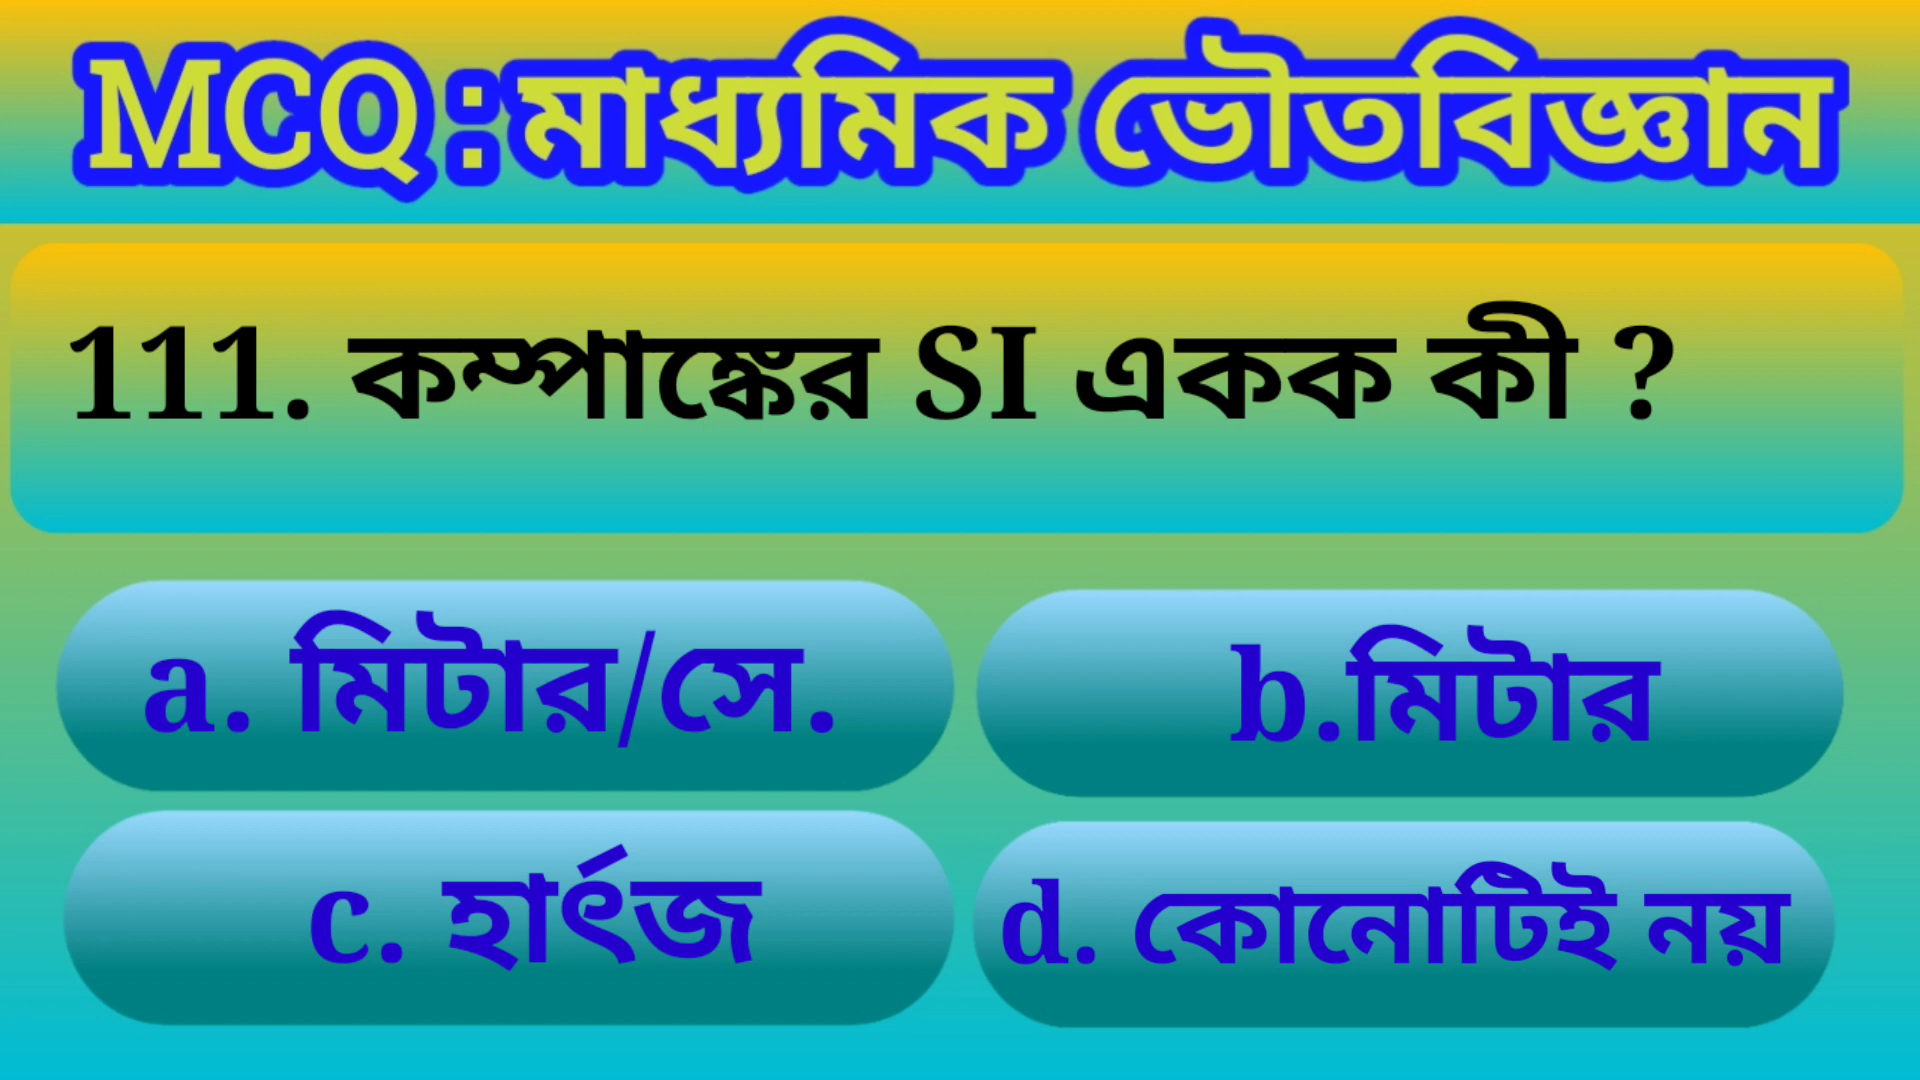 MCQ : মাধ্যমিক ভৌতবিজ্ঞান
111. কম্পাঙ্কের SI একক কী ?
a. মিটার/সে.
b.মিটার
c. হার্ৎজ
d. কোনোটিই নয়